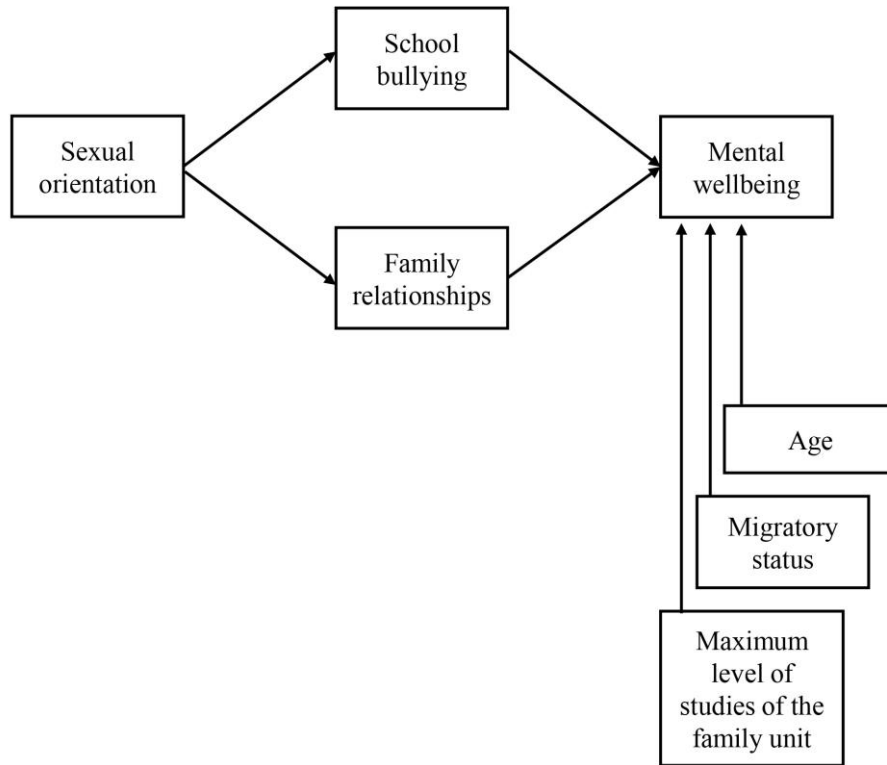 School
bullying
Sexual
orientation
Mental
wellbeing
Family
relationships
Age
Migratory
status
Maximum
level of
studies of the
family unit